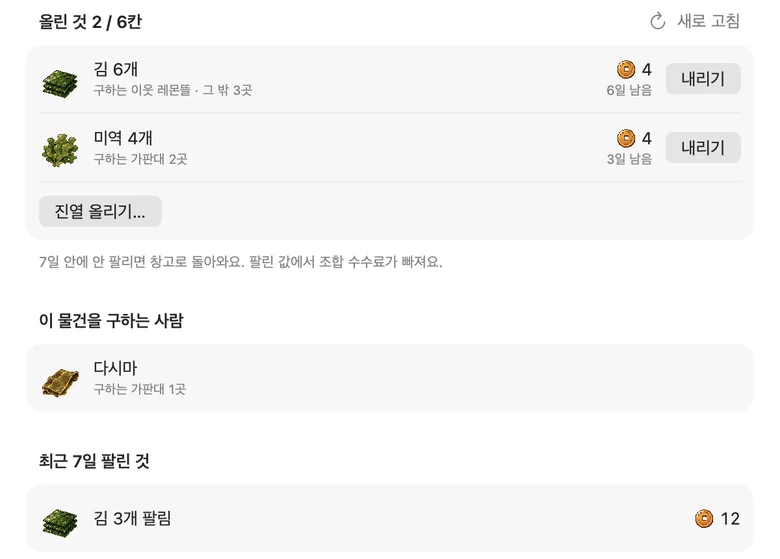 올린 것 2 / 6칸
새로 고침
김 6개
4
구하는 이웃 레몬뜰 · 그 밖 3곳
6일 남음
내리기
미역 4개
4
구하는 가판대 2곳
3일 남음
내리기
진열 올리기...
7일 안에 안 팔리면 창고로 돌아와요. 팔린 값에서 조합 수수료가 빠져요.
이 물건을 구하는 사람
다시마
구하는 가판대 1곳
최근 7일 팔린 것
김 3개 팔림
12